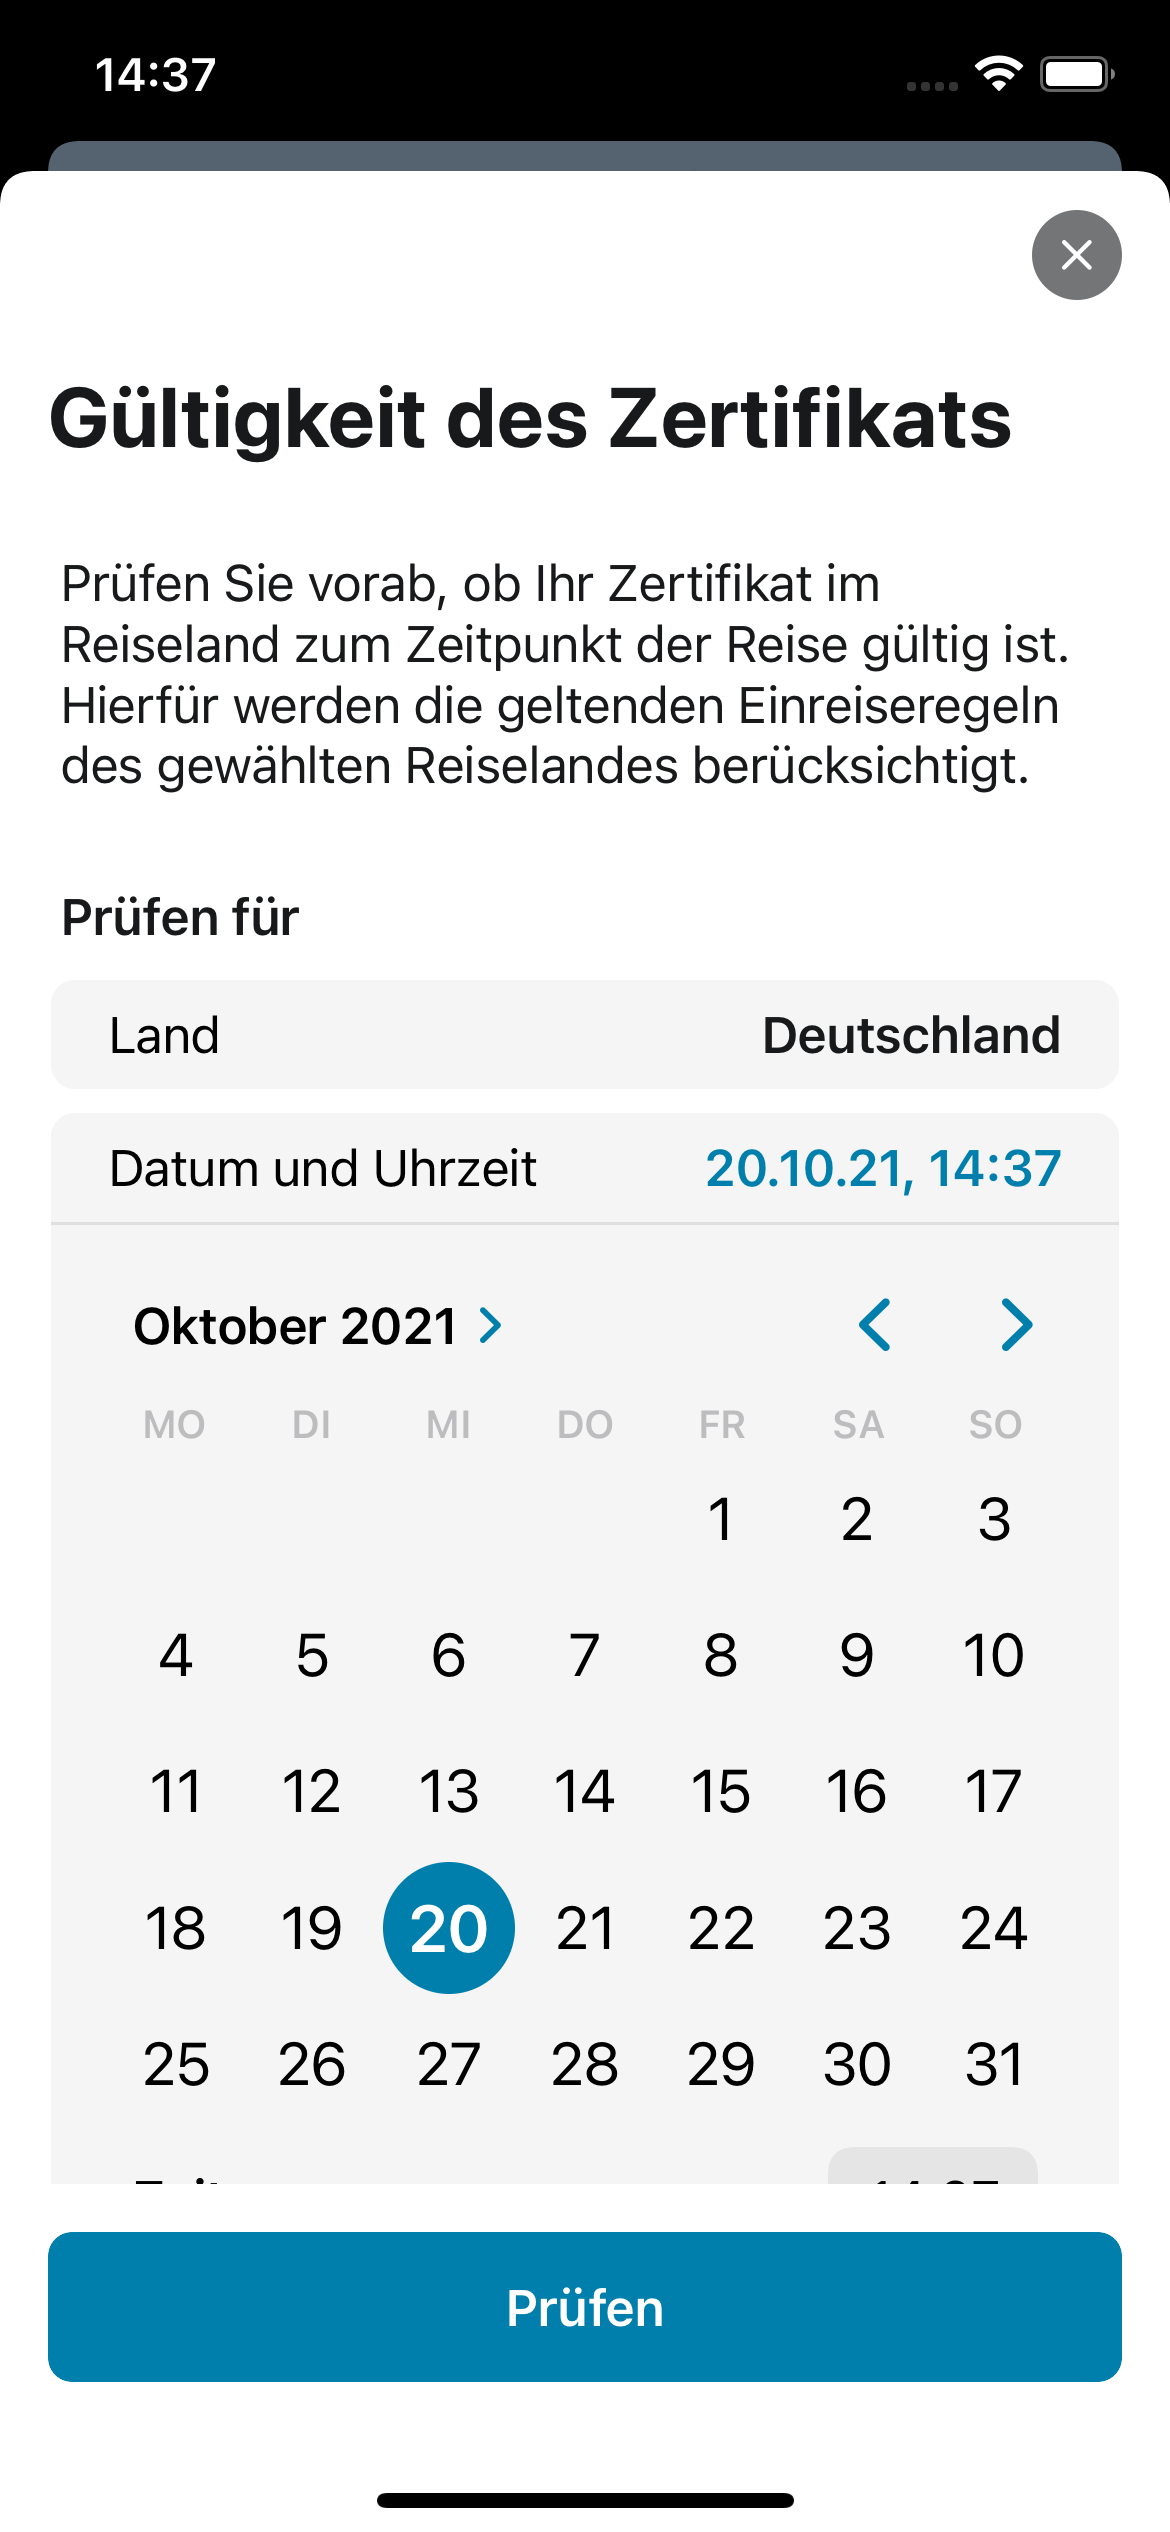 14:37
Gültigkeit des Zertifikats
Prüfen Sie vorab, ob Ihr Zertifikat im
Reiseland zum Zeitpunkt der Reise gültig ist.
Hierfür werden die geltenden Einreiseregeln
des gewählten Reiselandes berücksichtigt.
Prüfen für
Land Deutschland
Datum und Uhrzeit 20.10.21, 14:37
Oktober 2021
MO DI MI DO FR SA SO
1 2 3
4 5 6 7 8 9 10
11 12 13 14 15 16 17
18 19 20 21 22 23 24
25 26 27 28 29 30 31
Prüfen